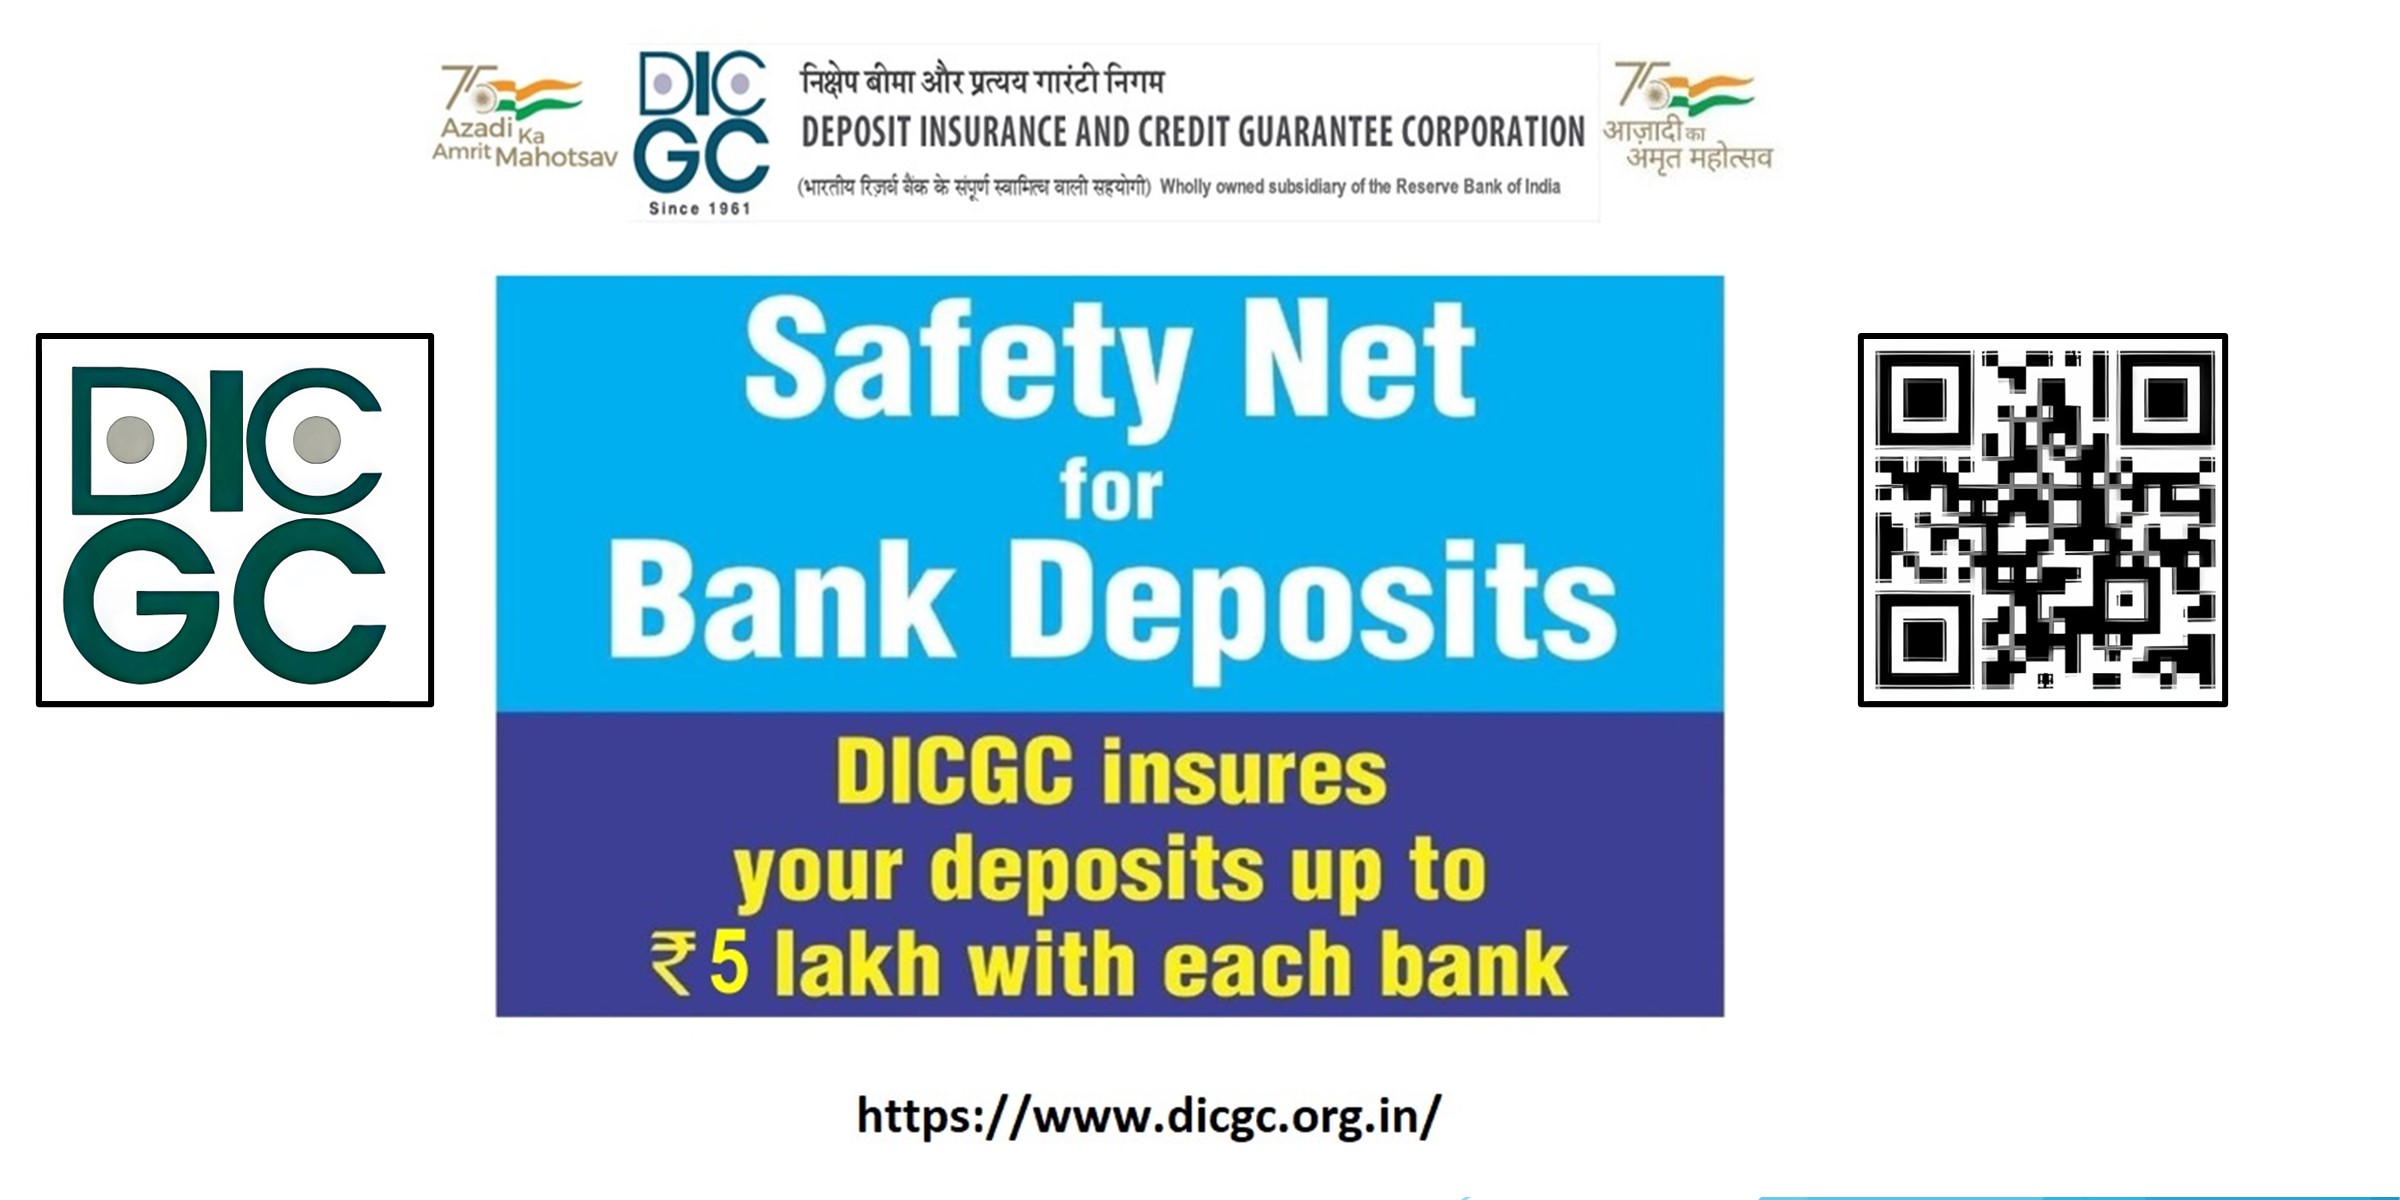 75
Azadi Ka
Amrit Mahotsav
DIC
GC
Since 1961
निक्षेप बीमा और प्रत्यय गारंटी निगम
DEPOSIT INSURANCE AND CREDIT GUARANTEE CORPORATION
(भारतीय रिज़र्व बैंक के संपूर्ण स्वामित्व वाली सहयोगी) Wholly owned subsidiary of the Reserve Bank of India
75
आज़ादी का
अमृत महोत्सव
DIC
GC
Safety Net
for
Bank Deposits
DICGC insures
your deposits up to
₹ 5 lakh with each bank
https://www.dicgc.org.in/